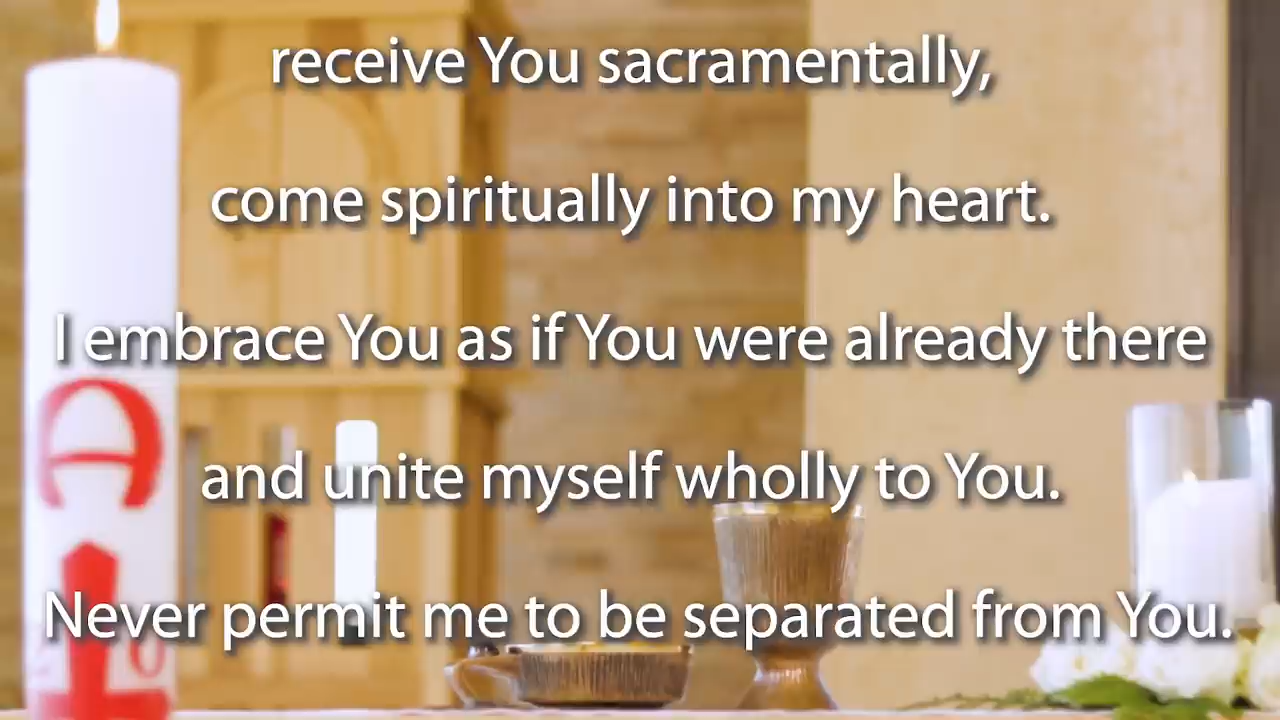 receive You sacramentally,
come spiritually into my heart.
I embrace You as if You were already there
and unite myself wholly to You.
Never permit me to be separated from You.